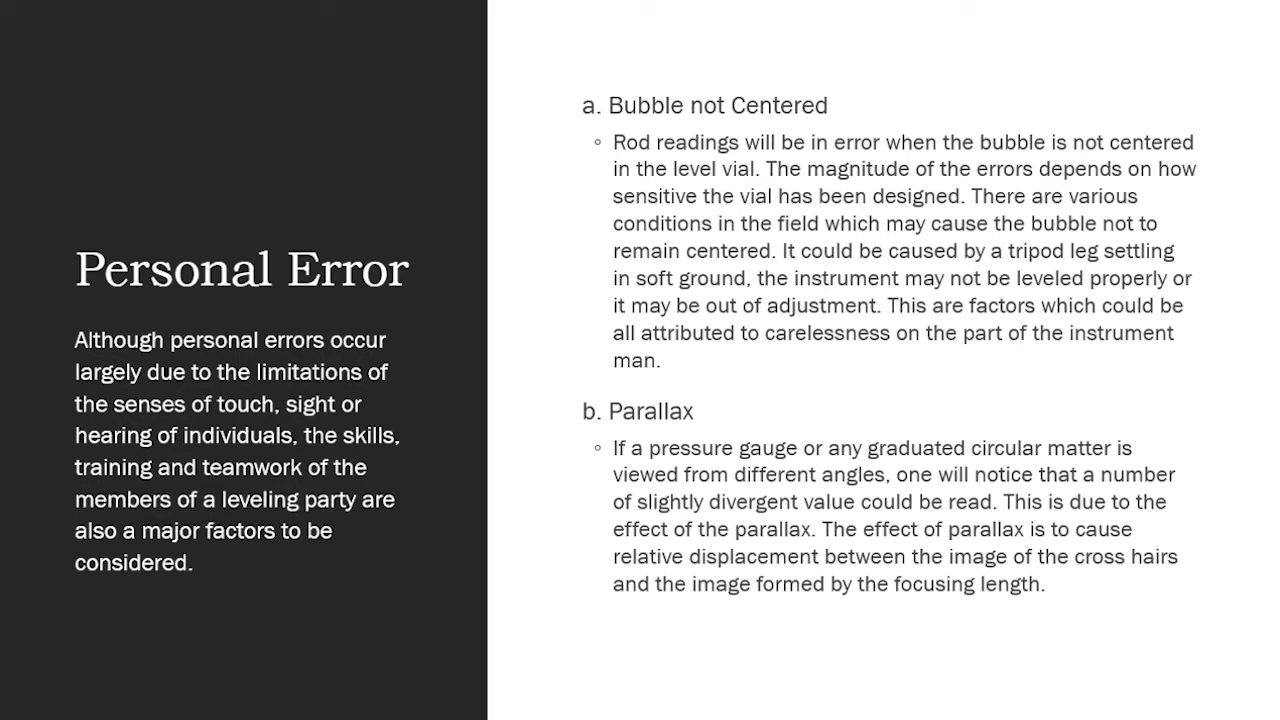 Personal Error
Although personal errors occur
largely due to the limitations of
the senses of touch, sight or
hearing of individuals, the skills,
training and teamwork of the
members of a leveling party are
also a major factors to be
considered.
a. Bubble not Centered
◦ Rod readings will be in error when the bubble is not centered
in the level vial. The magnitude of the errors depends on how
sensitive the vial has been designed. There are various
conditions in the field which may cause the bubble not to
remain centered. It could be caused by a tripod leg settling
in soft ground, the instrument may not be leveled properly or
it may be out of adjustment. This are factors which could be
all attributed to carelessness on the part of the instrument
man.
b. Parallax
◦ If a pressure gauge or any graduated circular matter is
viewed from different angles, one will notice that a number
of slightly divergent value could be read. This is due to the
effect of the parallax. The effect of parallax is to cause
relative displacement between the image of the cross hairs
and the image formed by the focusing length.